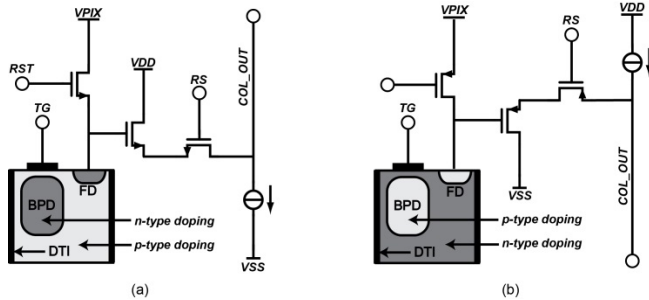 VPIX
RST
VDD
RS
TG
COL_OUT
FD
BPD
n-type doping
p-type doping
DTI
VSS
(a)
VPIX
VDD
RS
TG
COL_OUT
FD
BPD
VSS
p-type doping
n-type doping
DTI
(b)